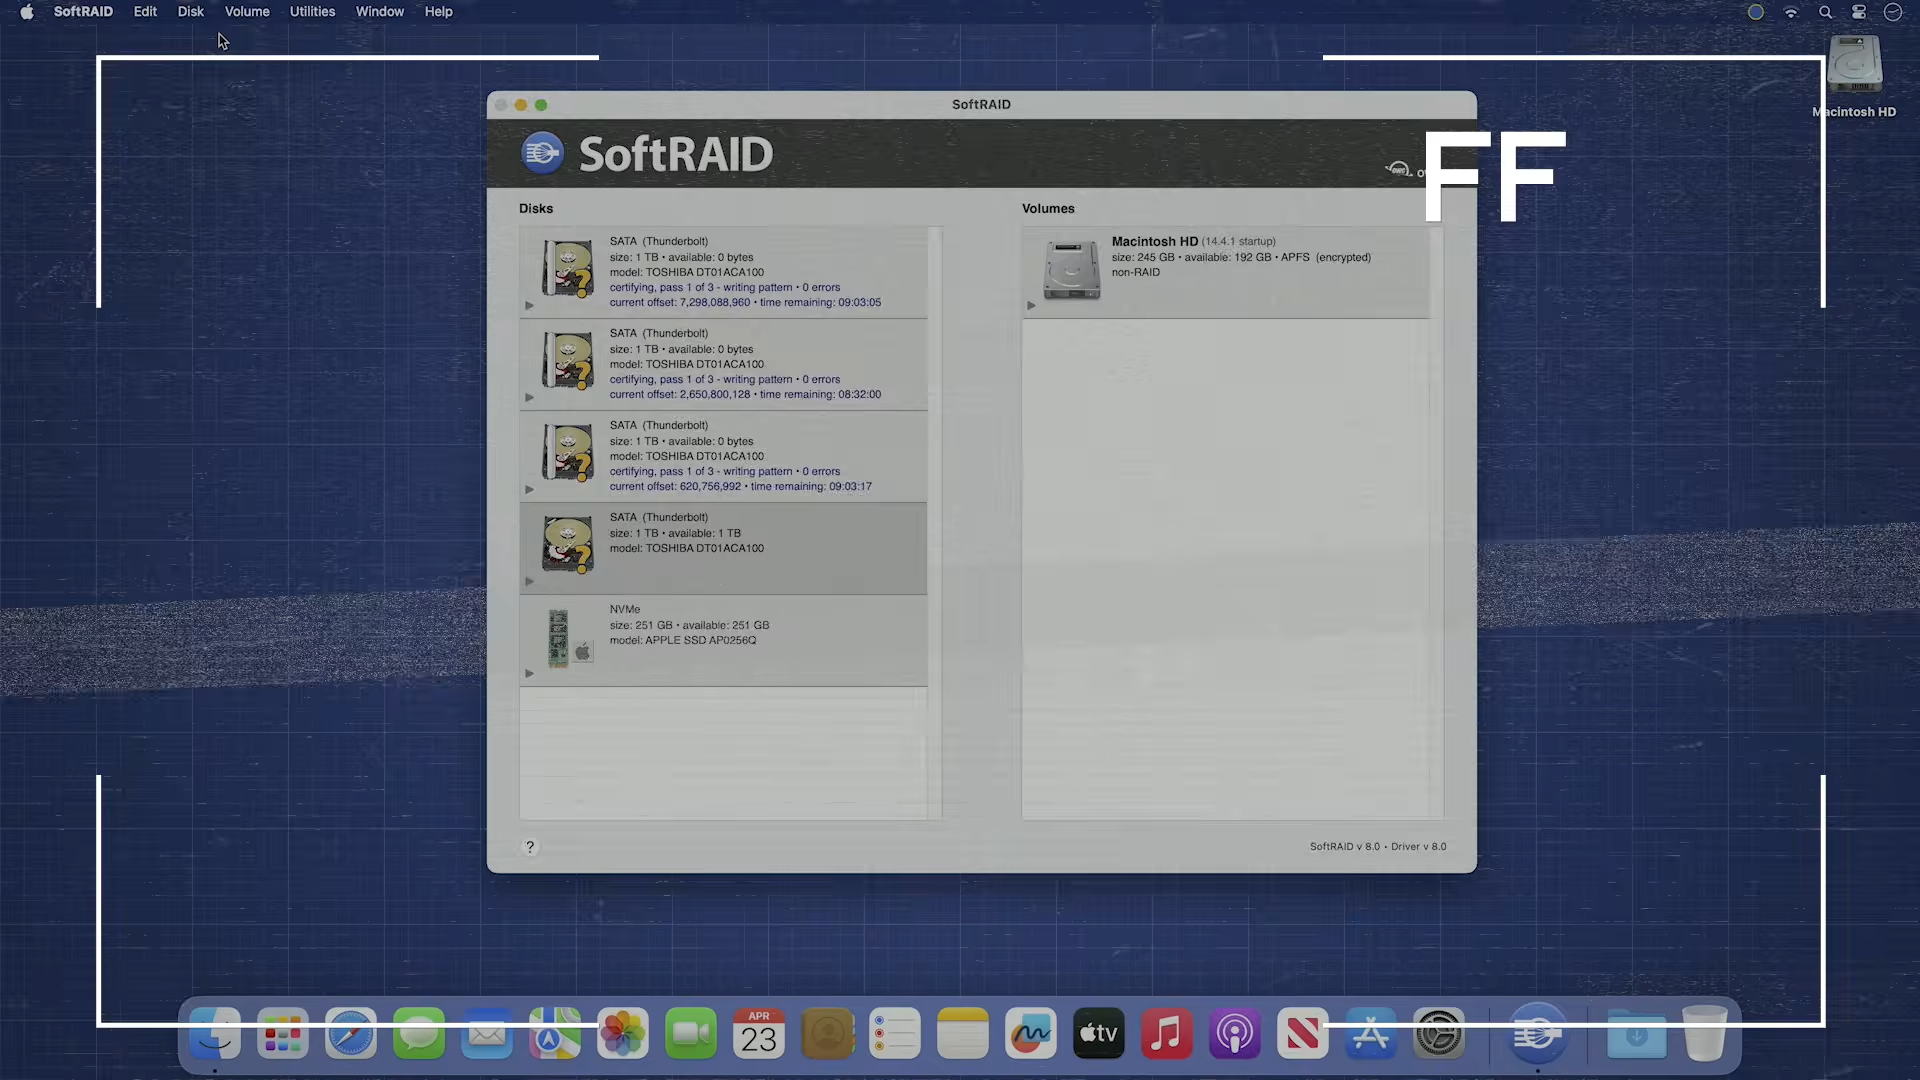 SoftRAID Edit Disk Volume Utilities Window Help
Macintosh HD
SoftRAID
SoftRAID
FF
Disks
SATA (Thunderbolt)
size: 1 TB • available: 0 bytes
model: TOSHIBA DT01ACA100
certifying, pass 1 of 3 - writing pattern • 0 errors
current offset: 7,298,088,960 • time remaining: 09:03:05
SATA (Thunderbolt)
size: 1 TB • available: 0 bytes
model: TOSHIBA DT01ACA100
certifying, pass 1 of 3 - writing pattern • 0 errors
current offset: 2,650,800,128 • time remaining: 08:32:00
SATA (Thunderbolt)
size: 1 TB • available: 0 bytes
model: TOSHIBA DT01ACA100
certifying, pass 1 of 3 - writing pattern • 0 errors
current offset: 620,756,992 • time remaining: 09:03:17
SATA (Thunderbolt)
size: 1 TB • available: 1 TB
model: TOSHIBA DT01ACA100
NVMe
size: 251 GB • available: 251 GB
model: APPLE SSD AP0256Q
Volumes
Macintosh HD (14.4.1 startup)
size: 245 GB • available: 192 GB • APFS (encrypted)
non-RAID
?
SoftRAID v 8.0 • Driver v 8.0
APR
23
tv